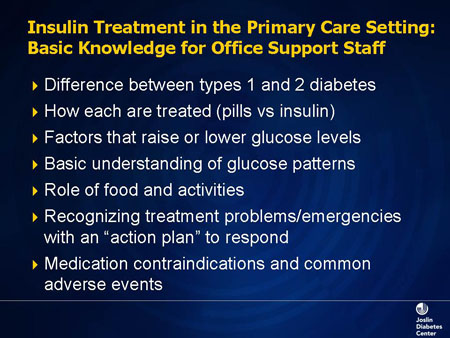 Insulin Treatment in the Primary Care Setting:
Basic Knowledge for Office Support Staff
Difference between types 1 and 2 diabetes
How each are treated (pills vs insulin)
Factors that raise or lower glucose levels
Basic understanding of glucose patterns
Role of food and activities
Recognizing treatment problems/emergencies
with an “action plan” to respond
Medication contraindications and common
adverse events
Joslin
Diabetes
Center